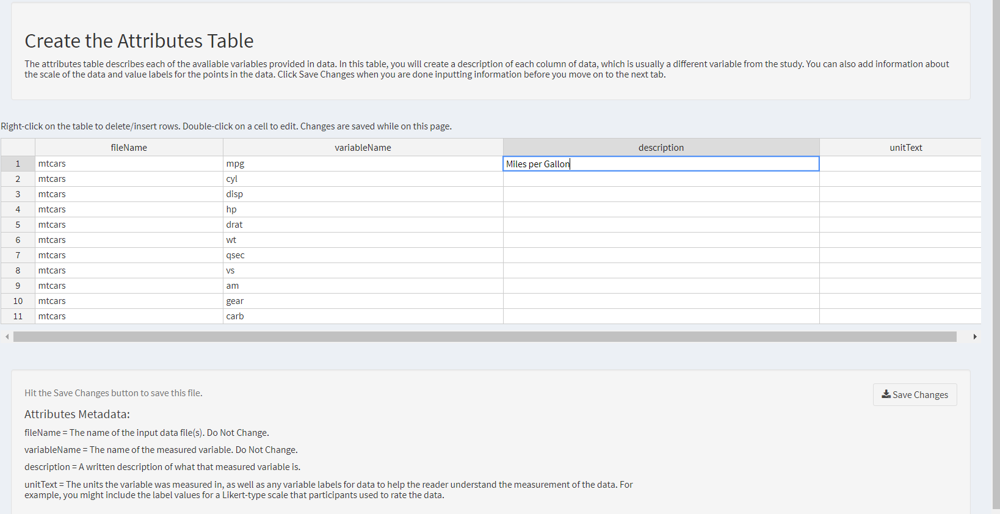 Create the Attributes Table
The attributes table describes each of the avaliable variables provided in data. In this table, you will create a description of each column of data, which is usually a different variable from the study. You can also add information about
the scale of the data and value labels for the points in the data. Click Save Changes when you are done inputting information before you move on to the next tab.
Right-click on the table to delete/insert rows. Double-click on a cell to edit. Changes are saved while on this page.
fileName variableName description unitText
1 mtcars mpg Miles per Gallon
2 mtcars cyl
3 mtcars disp
4 mtcars hp
5 mtcars drat
6 mtcars wt
7 mtcars qsec
8 mtcars vs
9 mtcars am
10 mtcars gear
11 mtcars carb
Hit the Save Changes button to save this file.
Save Changes
Attributes Metadata:
fileName = The name of the input data file(s). Do Not Change.
variableName = The name of the measured variable. Do Not Change.
description = A written description of what that measured variable is.
unitText = The units the variable was measured in, as well as any variable labels for data to help the reader understand the measurement of the data. For
example, you might include the label values for a Likert-type scale that participants used to rate the data.